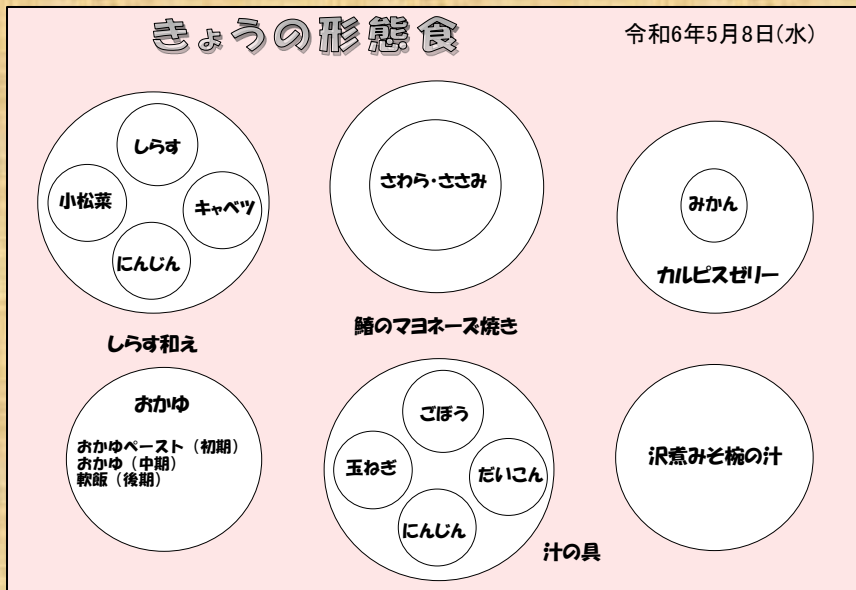 きょうの形態食
令和6年5月8日(水)
しらす
小松菜
キャベツ
にんじん
しらす和え
さわら・ささみ
鰆のマヨネーズ焼き
みかん
カルピスゼリー
おかゆ
おかゆペースト（初期）
おかゆ（中期）
軟飯（後期）
ごぼう
玉ねぎ
だいこん
にんじん
汁の具
沢煮みそ椀の汁